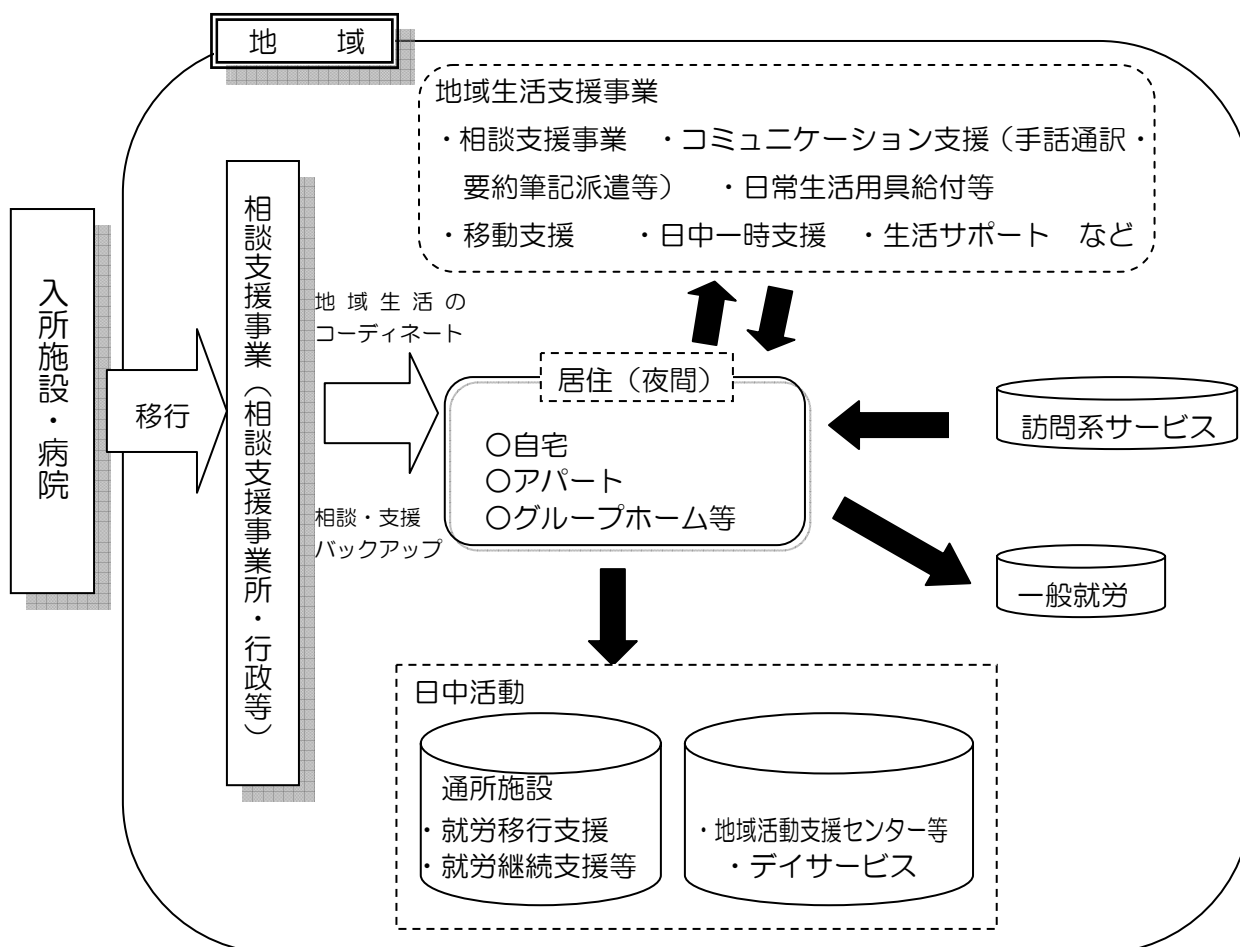 地　域
地域生活支援事業
・相談支援事業　・コミュニケーション支援（手話通訳・
要約筆記派遣等）　・日常生活用具給付等
・移動支援　　・日中一時支援　・生活サポート　など
入所施設・病院
移行
相談支援事業（相談支援事業所・行政等）
地域生活の
コーディネート
相談・支援
バックアップ
居住（夜間）
○自宅
○アパート
○グループホーム等
訪問系サービス
一般就労
日中活動
通所施設
・就労移行支援
・就労継続支援等
・地域活動支援センター等
・デイサービス